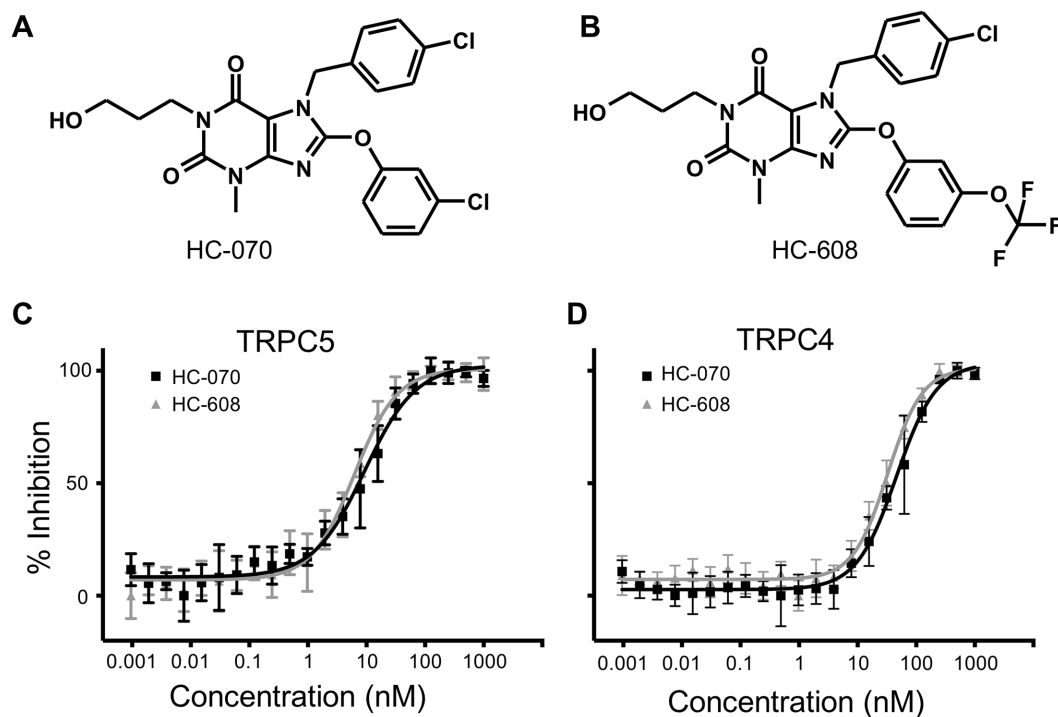 A
Cl
O
N
N
HO
O
N
N
O
Cl
HC-070
B
Cl
O
N
N
HO
O
N
N
O
O
F
F
F
HC-608
C
TRPC5
HC-070
HC-608
% Inhibition
100
50
0
0.001 0.01 0.1 1 10 100 1000
Concentration (nM)
D
TRPC4
HC-070
HC-608
0.001 0.01 0.1 1 10 100 1000
Concentration (nM)